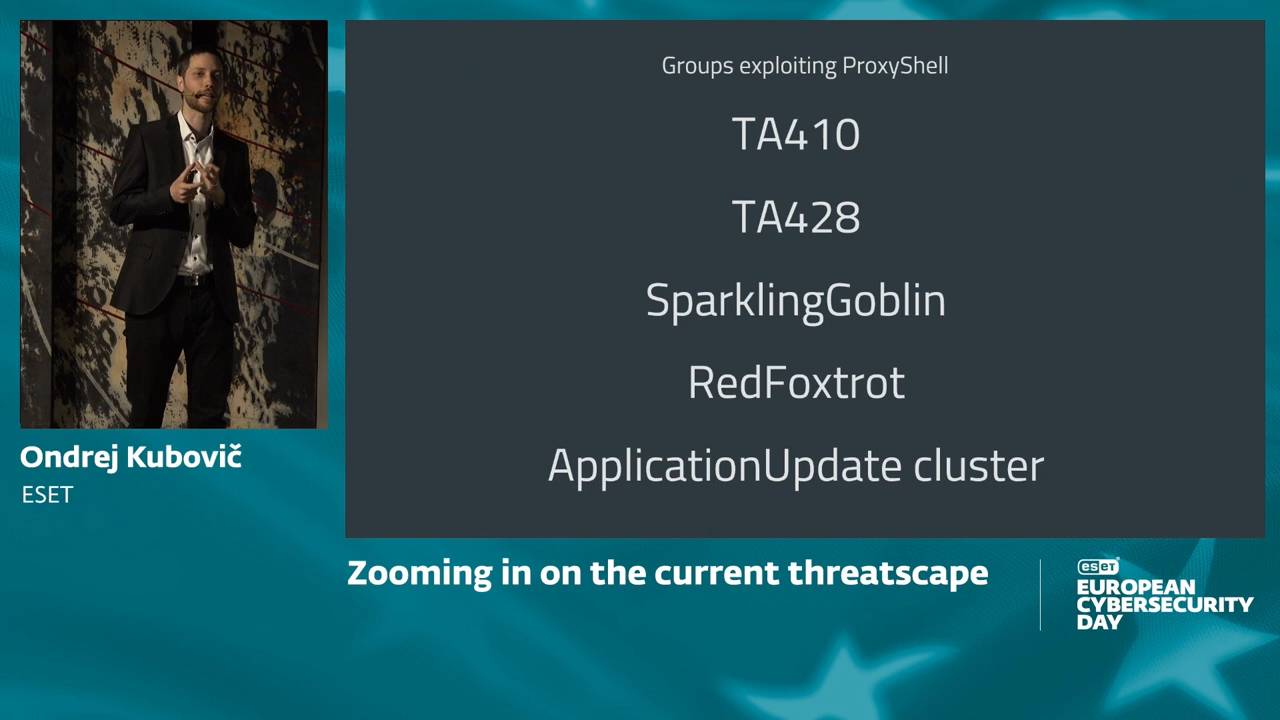 Groups exploiting ProxyShell
TA410
TA428
SparklingGoblin
RedFoxtrot
ApplicationUpdate cluster
Ondrej Kubovič
ESET
Zooming in on the current threatscape
eset
EUROPEAN
CYBERSECURITY
DAY